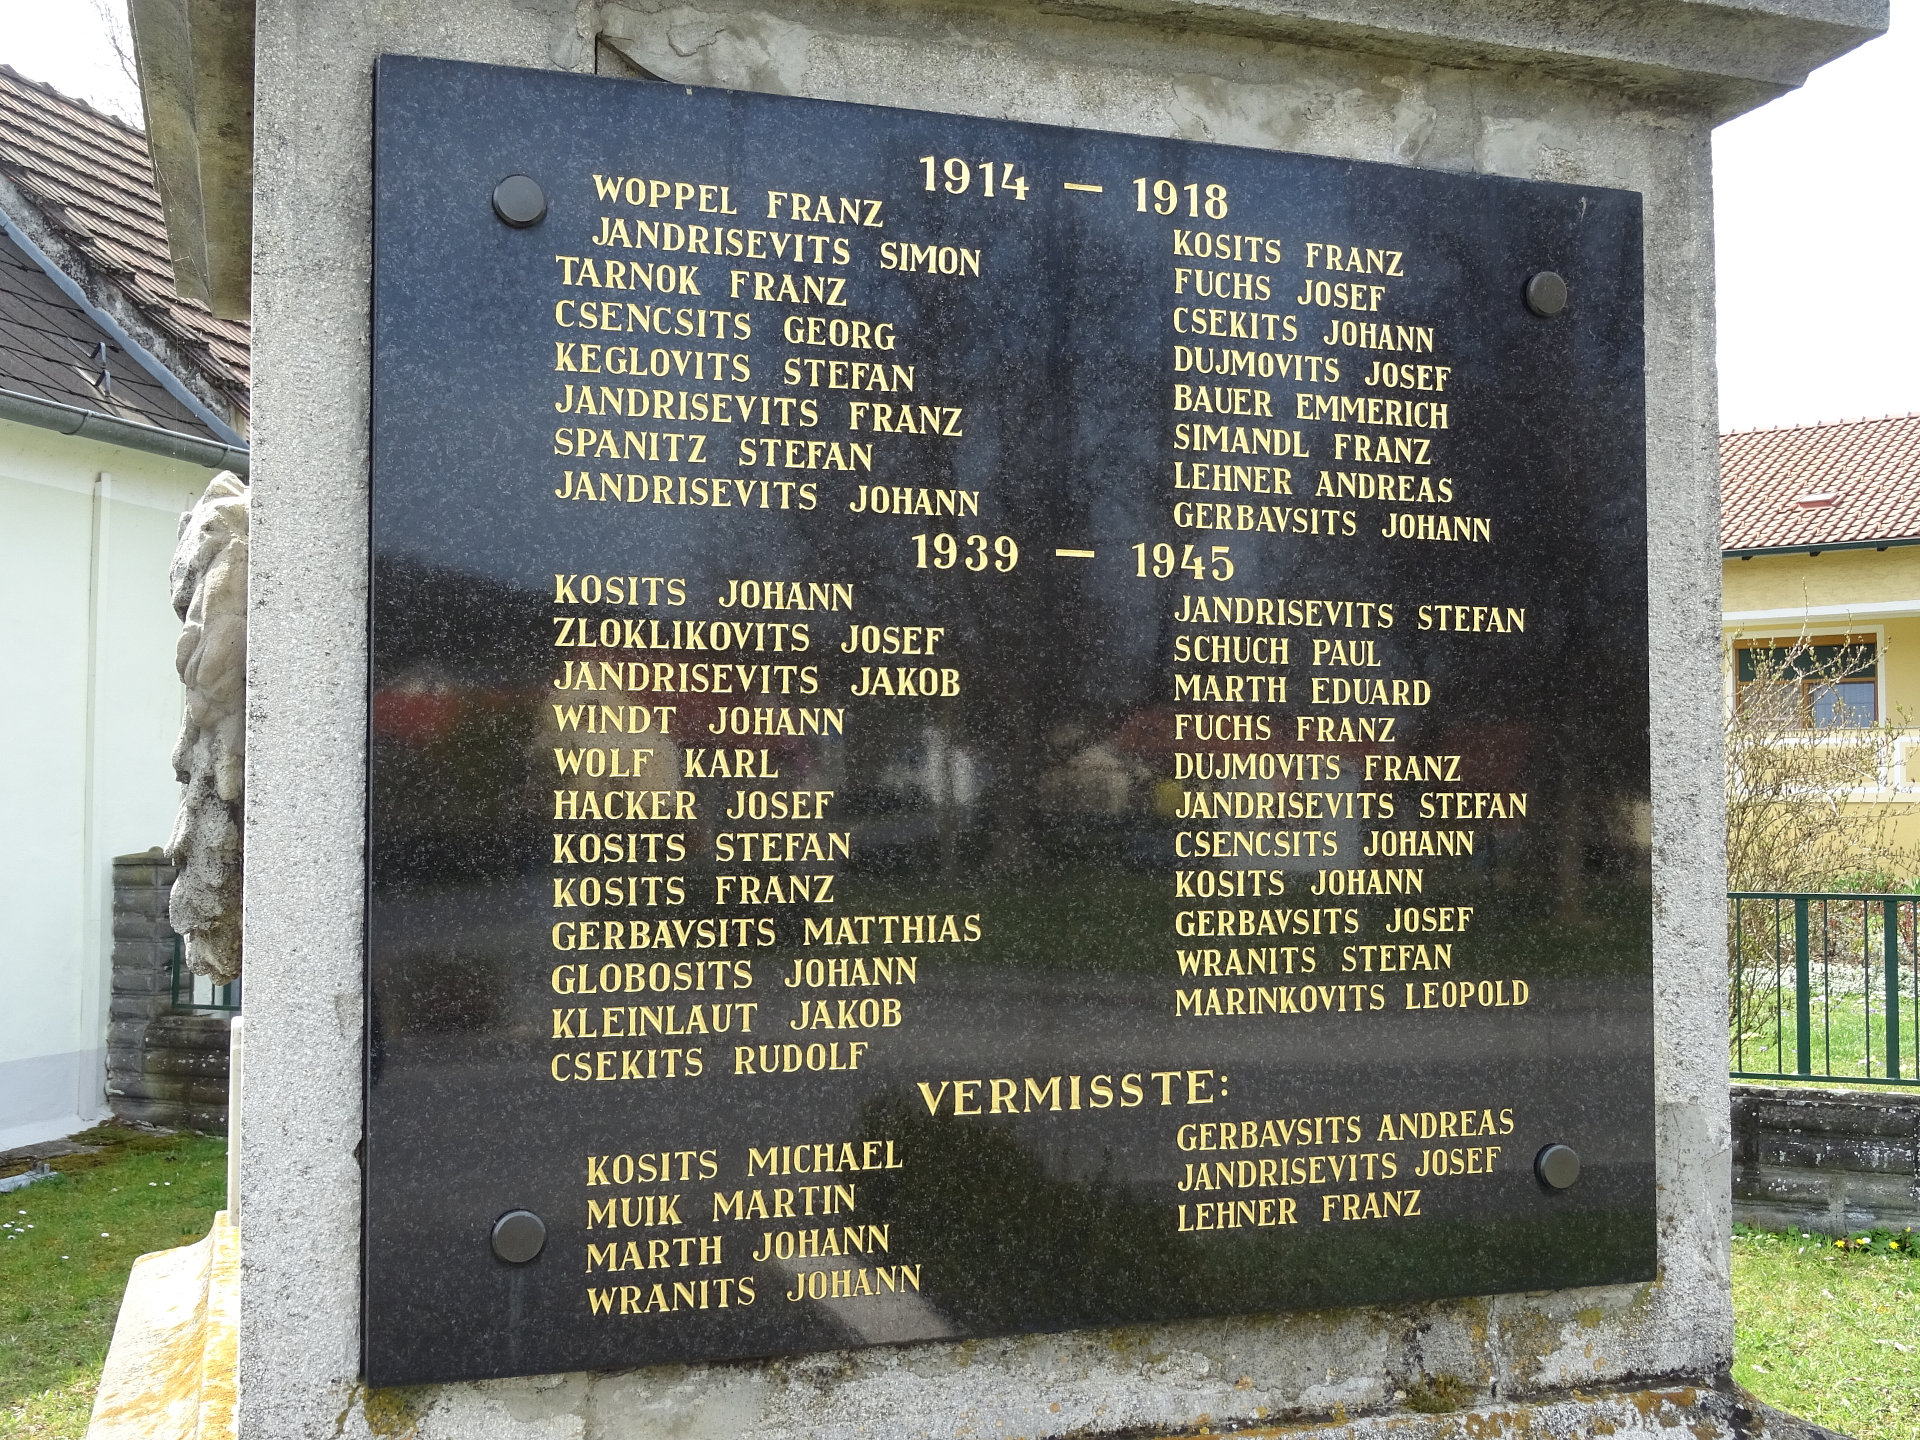 1914 – 1918
WOPPEL FRANZ
JANDRISEVITS SIMON
TARNOK FRANZ
CSENCSITS GEORG
KEGLOVITS STEFAN
JANDRISEVITS FRANZ
SPANITZ STEFAN
JANDRISEVITS JOHANN
KOSITS FRANZ
FUCHS JOSEF
CSEKITS JOHANN
DUJMOVITS JOSEF
BAUER EMMERICH
SIMANDL FRANZ
LEHNER ANDREAS
GERBAVSITS JOHANN
1939 – 1945
KOSITS JOHANN
ZLOKLIKOVITS JOSEF
JANDRISEVITS JAKOB
WINDT JOHANN
WOLF KARL
HACKER JOSEF
KOSITS STEFAN
KOSITS FRANZ
GERBAVSITS MATTHIAS
GLOBOSITS JOHANN
KLEINLAUT JAKOB
CSEKITS RUDOLF
JANDRISEVITS STEFAN
SCHUCH PAUL
MARTH EDUARD
FUCHS FRANZ
DUJMOVITS FRANZ
JANDRISEVITS STEFAN
CSENCSITS JOHANN
KOSITS JOHANN
GERBAVSITS JOSEF
WRANITS STEFAN
MARINKOVITS LEOPOLD
VERMISSTE:
KOSITS MICHAEL
MUIK MARTIN
MARTH JOHANN
WRANITS JOHANN
GERBAVSITS ANDREAS
JANDRISEVITS JOSEF
LEHNER FRANZ